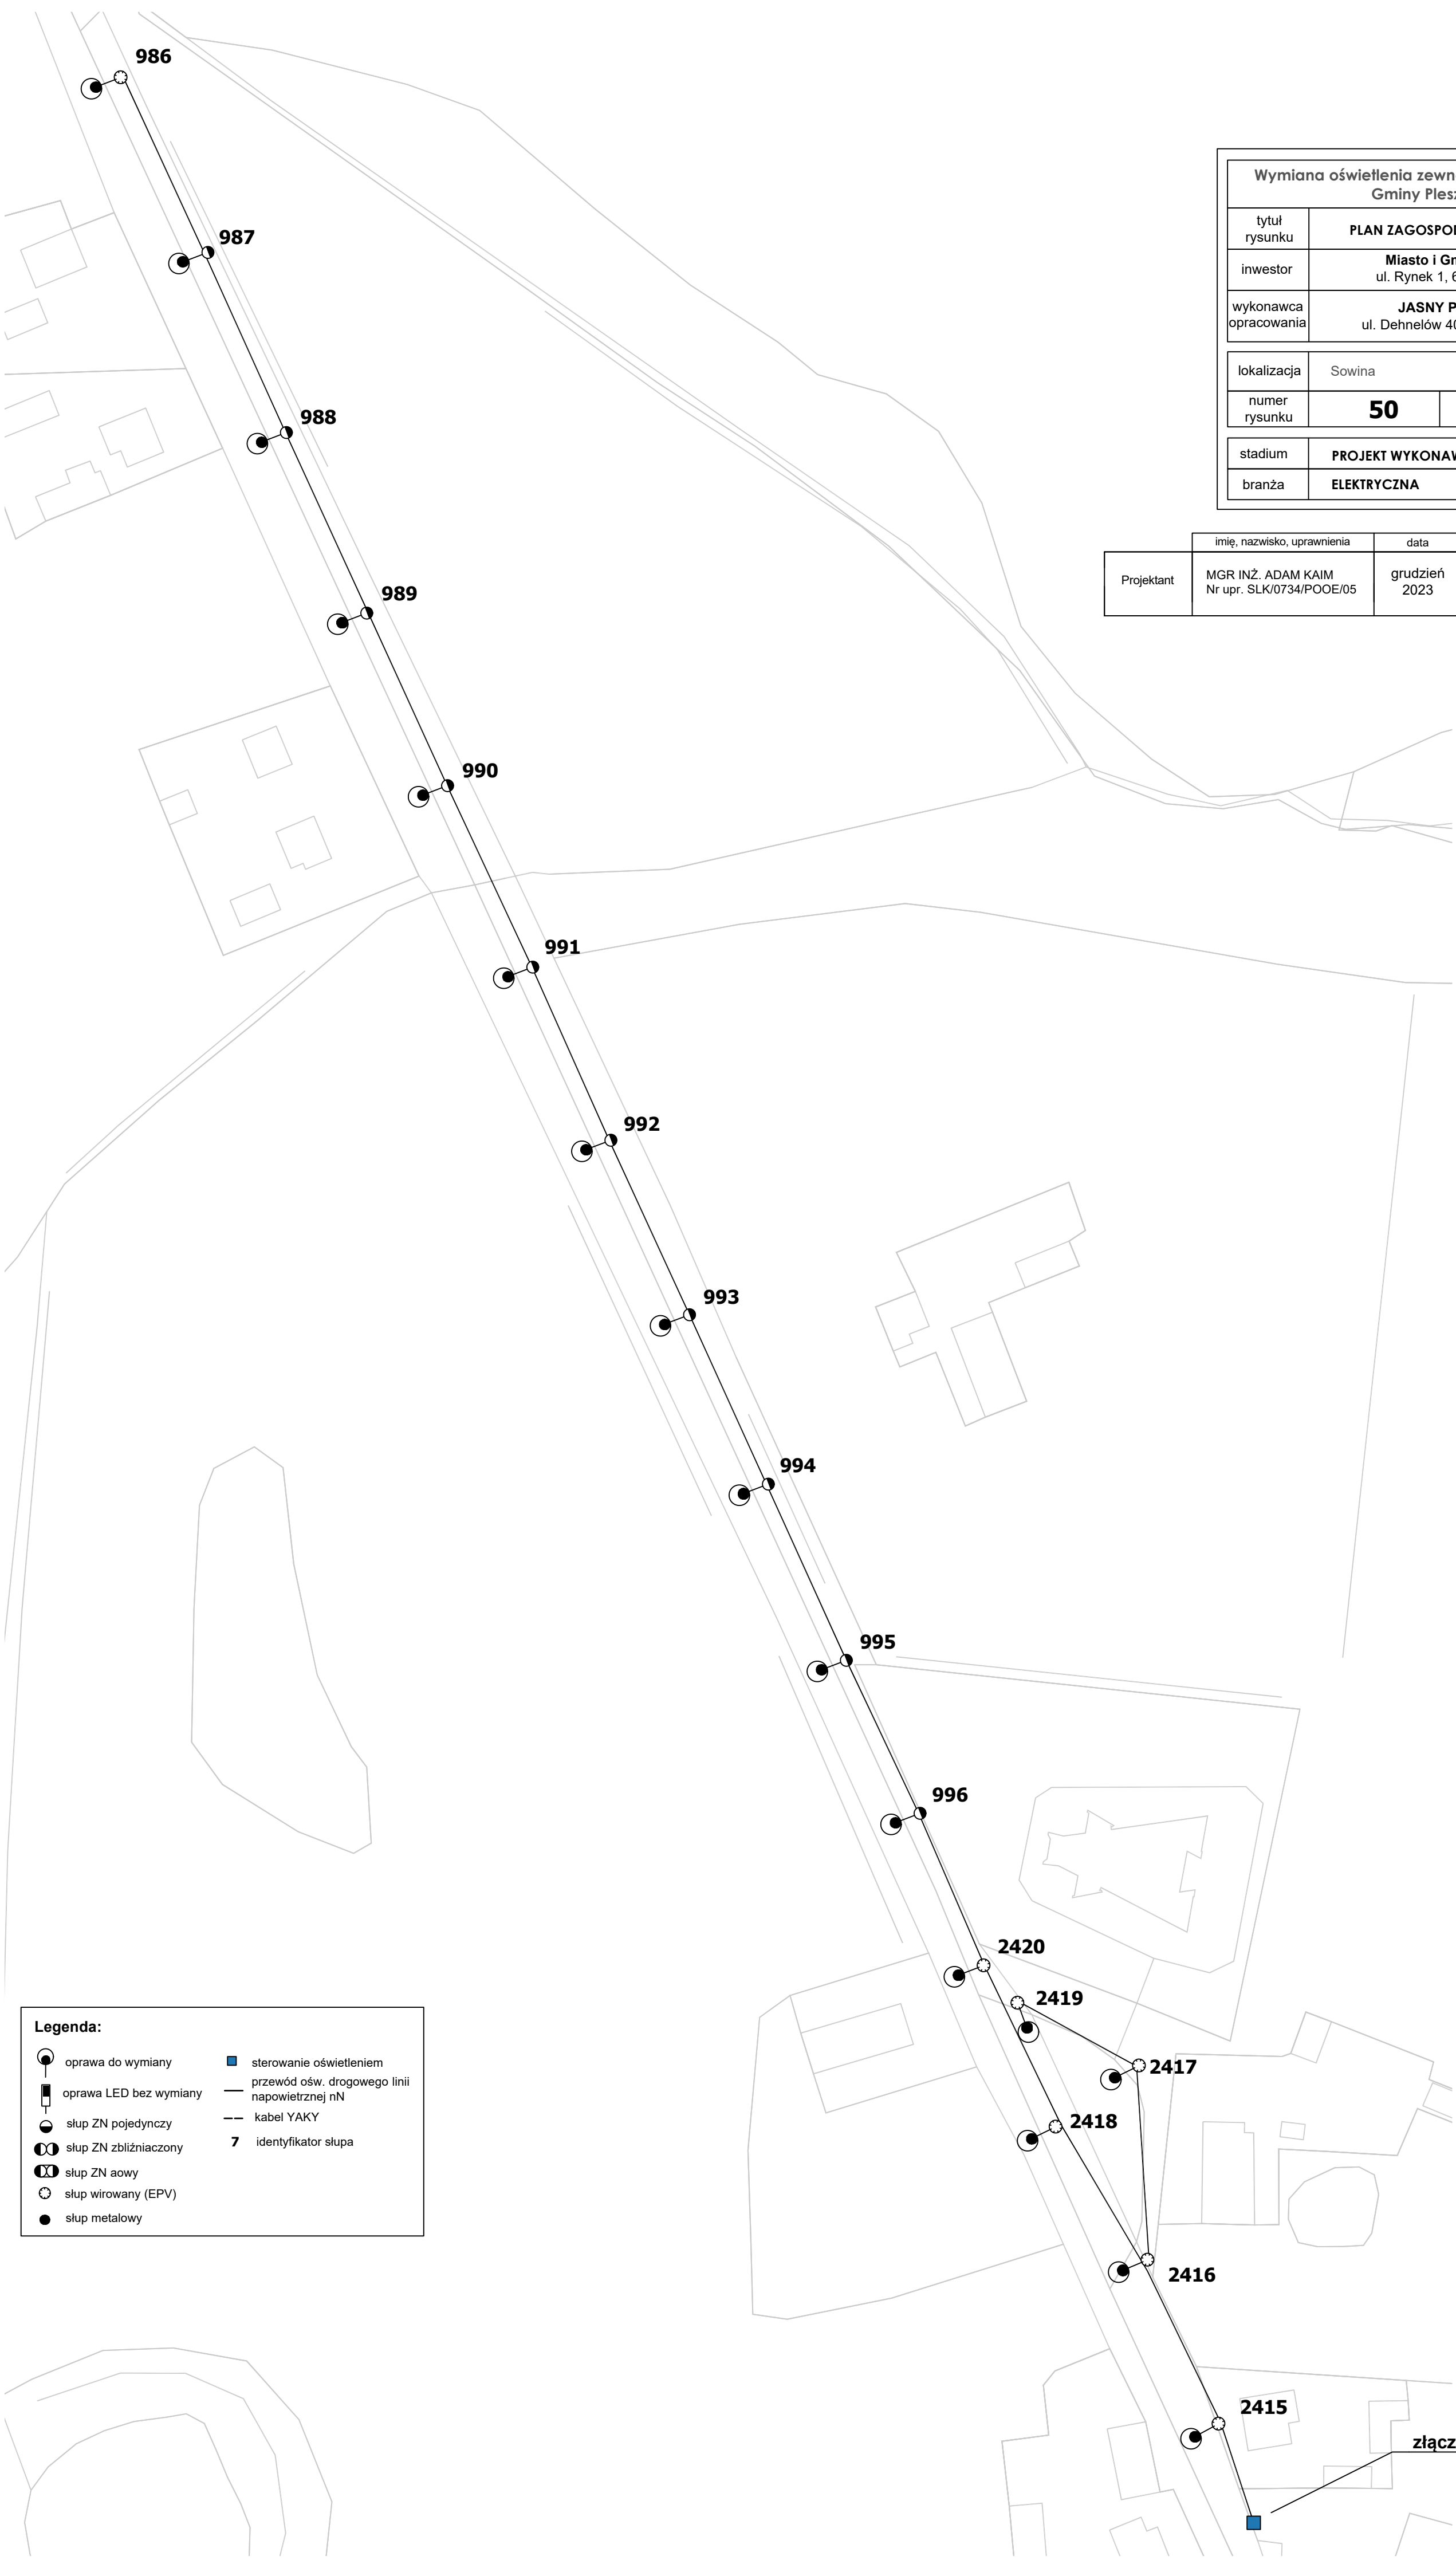 986
Wymiana oświetlenia zewn
Gminy Plesz
tytuł
rysunku
PLAN ZAGOSPO
inwestor
Miasto i Gm
ul. Rynek 1, 6
wykonawca
opracowania
JASNY P
ul. Dehnelów 40
lokalizacja
Sowina
numer
rysunku
50
stadium
PROJEKT WYKONAW
branża
ELEKTRYCZNA
imię, nazwisko, uprawnienia
data
Projektant
MGR INŻ. ADAM KAIM
Nr upr. SLK/0734/POOE/05
grudzień
2023
987
988
989
990
991
992
993
994
995
996
2420
2419
2417
2418
2416
2415
złącz
Legenda:
oprawa do wymiany
oprawa LED bez wymiany
słup ZN pojedynczy
słup ZN zbliźniaczony
słup ZN aowy
słup wirowany (EPV)
słup metalowy
sterowanie oświetleniem
przewód ośw. drogowego linii
napowietrznej nN
kabel YAKY
7 identyfikator słupa